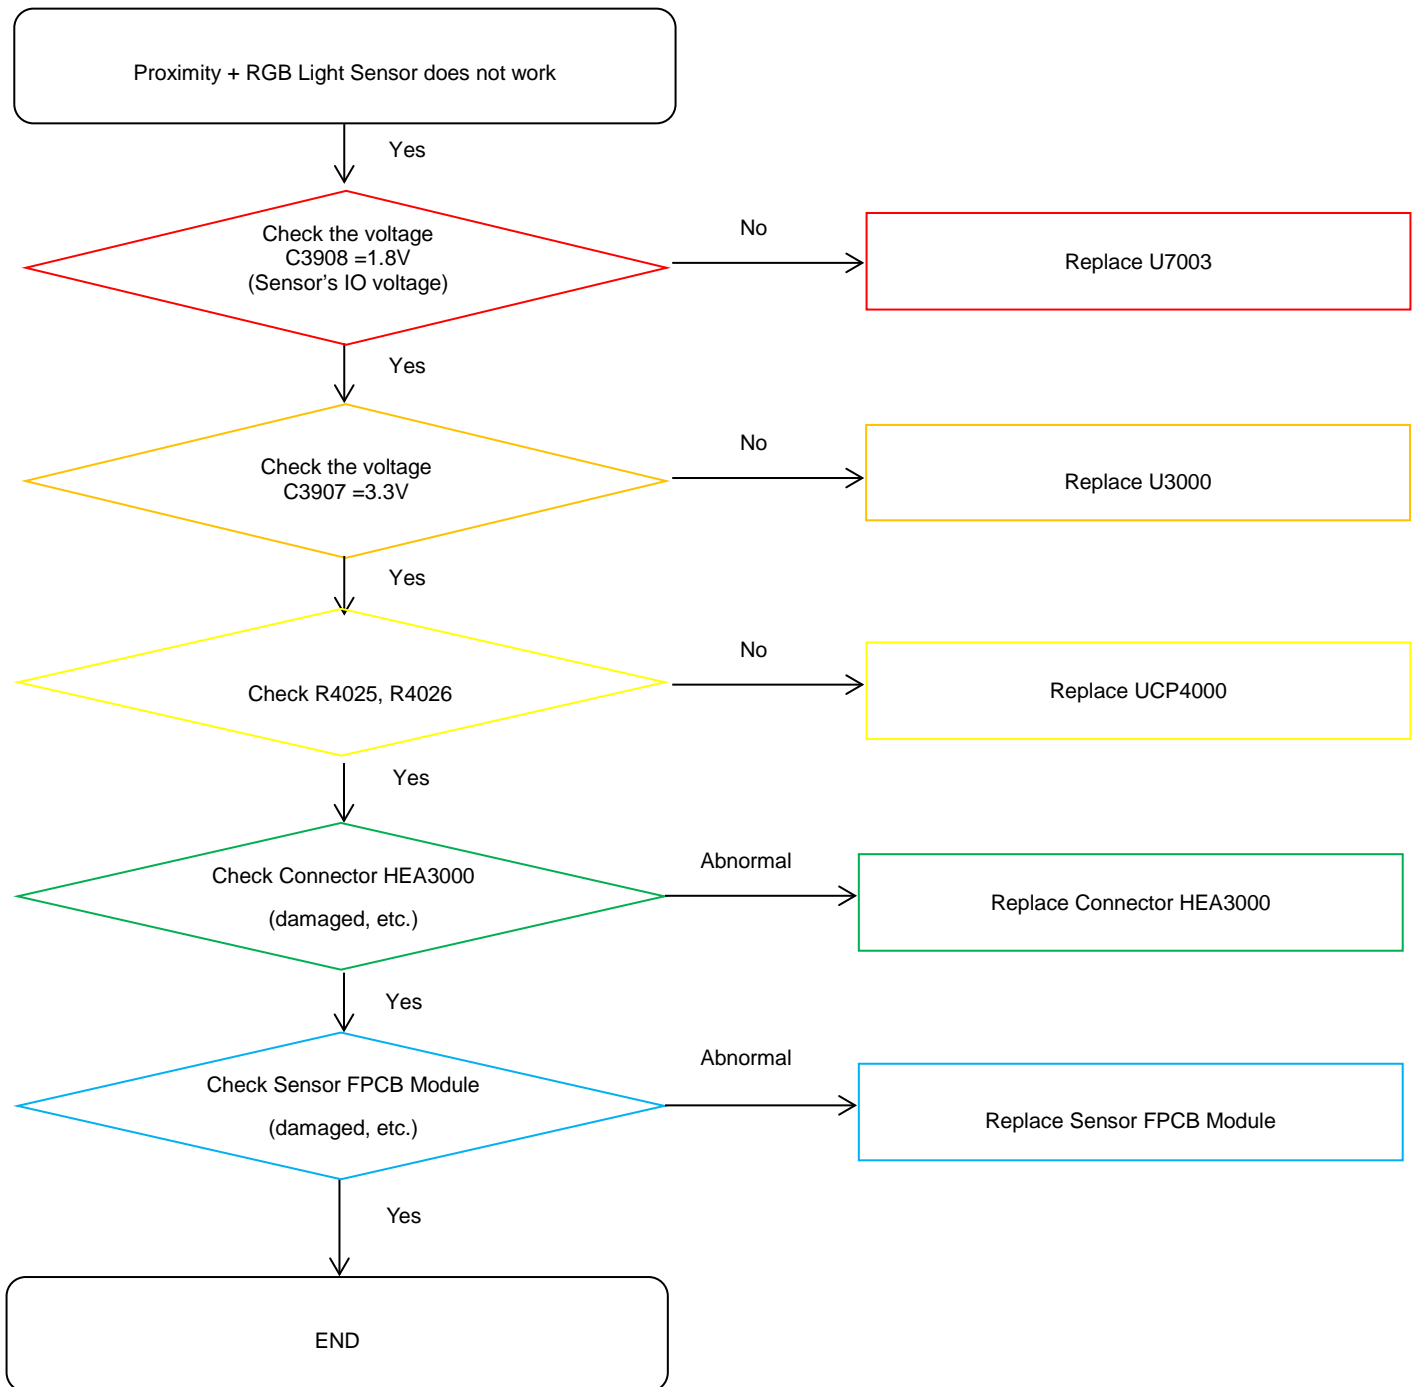 Proximity + RGB Light Sensor does not work
Yes
Check the voltage
C3908 =1.8V
(Sensor’s IO voltage)
No
Replace U7003
Yes
Check the voltage
C3907 =3.3V
No
Replace U3000
Yes
Check R4025, R4026
No
Replace UCP4000
Yes
Check Connector HEA3000
(damaged, etc.)
Abnormal
Replace Connector HEA3000
Yes
Check Sensor FPCB Module
(damaged, etc.)
Abnormal
Replace Sensor FPCB Module
Yes
END